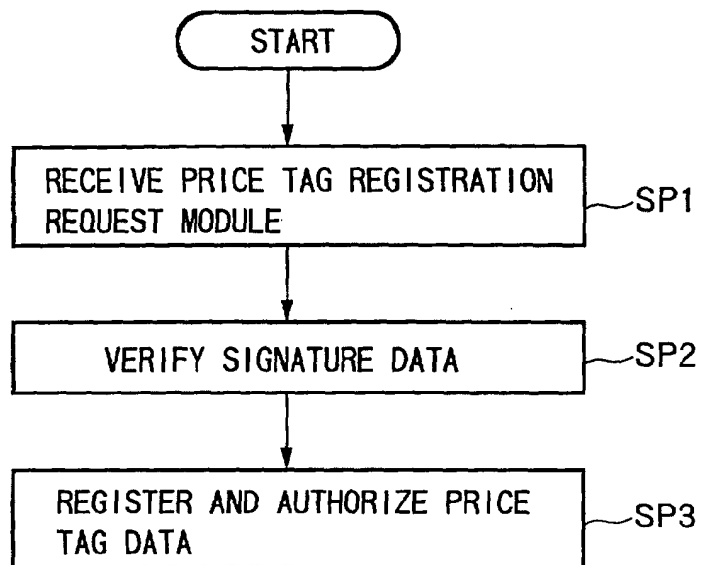 START
RECEIVE PRICE TAG REGISTRATION
REQUEST MODULE
SP1
VERIFY SIGNATURE DATA
SP2
REGISTER AND AUTHORIZE PRICE
TAG DATA
SP3